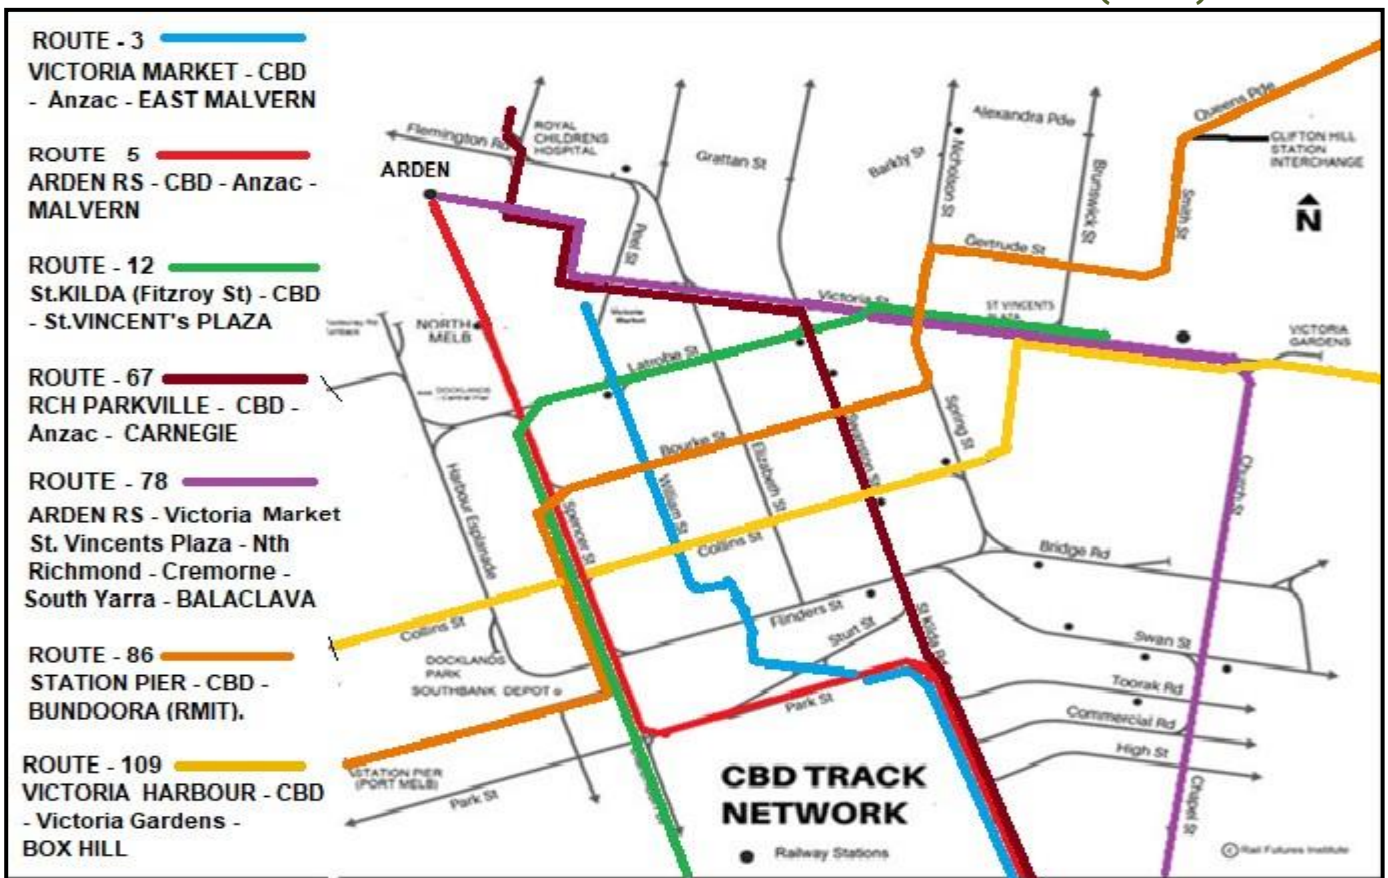 ROUTE - 3
VICTORIA MARKET - CBD
- Anzac - EAST MALVERN
ROUTE 5
ARDEN RS - CBD - Anzac -
MALVERN
ROUTE - 12
St.KILDA (Fitzroy St) - CBD
- St.VINCENT's PLAZA
ROUTE - 67
RCH PARKVILLE - CBD -
Anzac - CARNEGIE
ROUTE - 78
ARDEN RS - Victoria Market
St. Vincents Plaza - Nth
Richmond - Cremorne -
South Yarra - BALACLAVA
ROUTE - 86
STATION PIER - CBD -
BUNDOORA (RMIT).
ROUTE - 109
VICTORIA HARBOUR - CBD
- Victoria Gardens -
BOX HILL
Flemington Rd
ROYAL
CHILDRENS
HOSPITAL
ARDEN
Grattan St
Barkly St
Nicholson St
Alexandra Pde
Brunswick St
Queens Pde
Smith St
CLIFTON HILL
STATION
INTERCHANGE
N
Peel St
Gertrude St
Victoria St
ST VINCENTS
PLAZA
Victoria
Market
VICTORIA
GARDENS
NORTH
MELB
Latrobe St
DOCKLANDS
Bourke St
Elizabeth St
Swanston St
Spring St
Church St
Harbour Esplanade
Spencer St
William St
Collins St
Collins St
Flinders St
Sturt St
St Kilda Rd
Bridge Rd
Swan St
Toorak Rd
Commercial Rd
High St
Chapel St
DOCKLANDS
PARK
SOUTHBANK DEPOT
Park St
STATION PIER
(PORT MELB)
Park St
CBD TRACK
NETWORK
Railway Stations
© Rail Futures Institute